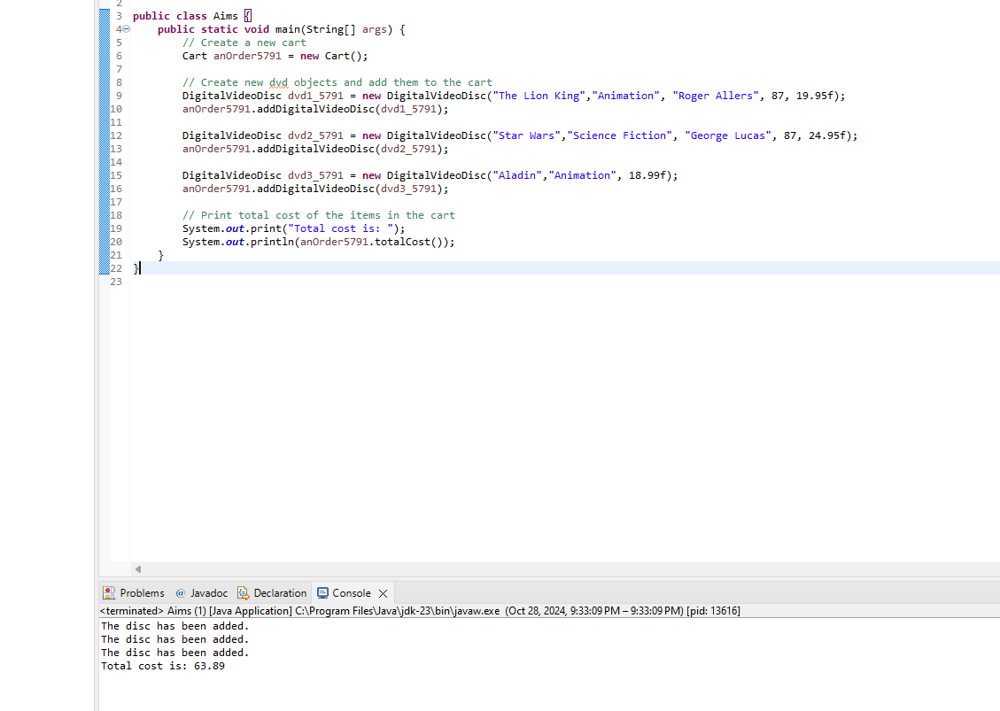 2
3 public class Aims {
4 public static void main(String[] args) {
5 // Create a new cart
6 Cart anOrder5791 = new Cart();
7
8 // Create new dvd objects and add them to the cart
9 DigitalVideoDisc dvd1_5791 = new DigitalVideoDisc("The Lion King","Animation", "Roger Allers", 87, 19.95f);
10 anOrder5791.addDigitalVideoDisc(dvd1_5791);
11
12 DigitalVideoDisc dvd2_5791 = new DigitalVideoDisc("Star Wars","Science Fiction", "George Lucas", 87, 24.95f);
13 anOrder5791.addDigitalVideoDisc(dvd2_5791);
14
15 DigitalVideoDisc dvd3_5791 = new DigitalVideoDisc("Aladin","Animation", 18.99f);
16 anOrder5791.addDigitalVideoDisc(dvd3_5791);
17
18 // Print total cost of the items in the cart
19 System.out.print("Total cost is: ");
20 System.out.println(anOrder5791.totalCost());
21 }
22 }
23
Problems @ Javadoc Declaration Console
<terminated> Aims (1) [Java Application] C:\Program Files\Java\jdk-23\bin\javaw.exe (Oct 28, 2024, 9:33:09 PM – 9:33:09 PM) [pid: 13616]
The disc has been added.
The disc has been added.
The disc has been added.
Total cost is: 63.89